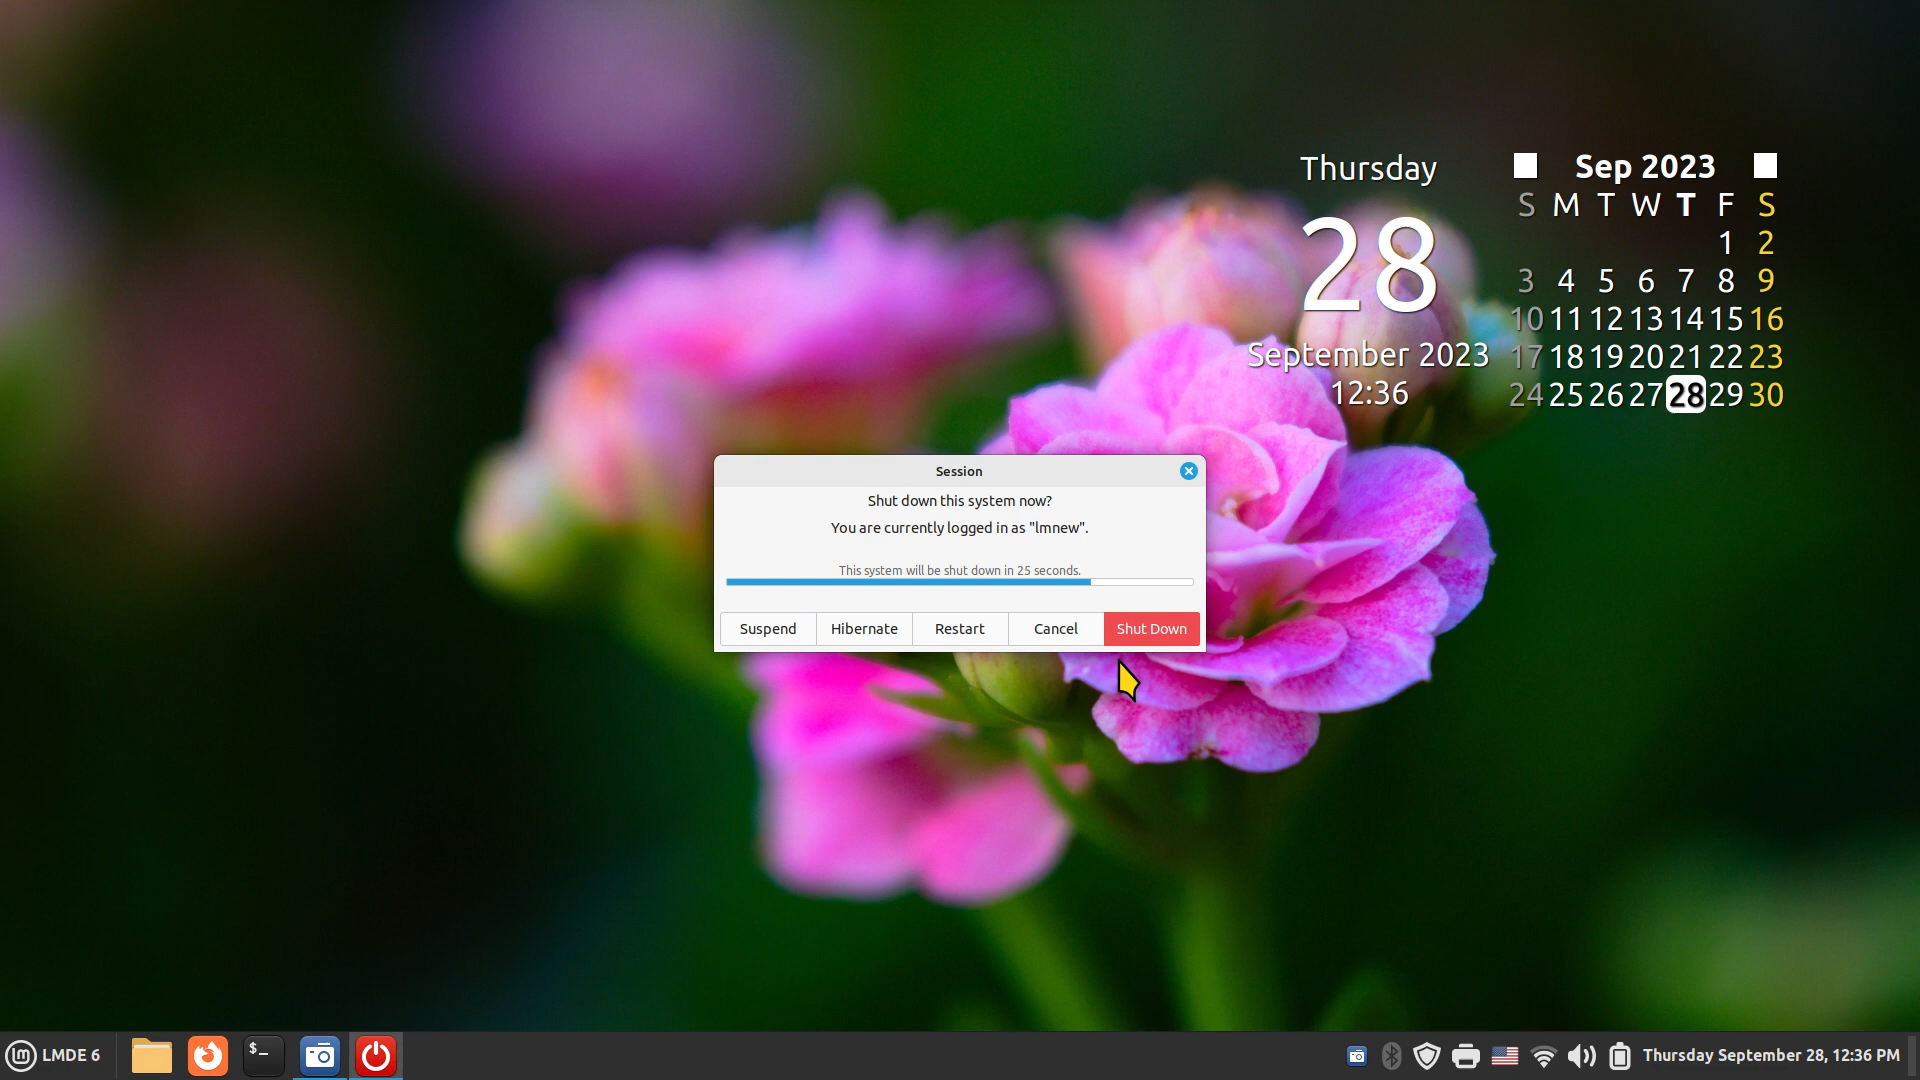 Thursday
28
September 2023
12:36
Sep 2023
S M T W T F S
1 2
3 4 5 6 7 8 9
10 11 12 13 14 15 16
17 18 19 20 21 22 23
24 25 26 27 28 29 30
Session
Shut down this system now?
You are currently logged in as "lmnew".
This system will be shut down in 25 seconds.
Suspend Hibernate Restart Cancel Shut Down
LMDE 6 $_ Thursday September 28, 12:36 PM